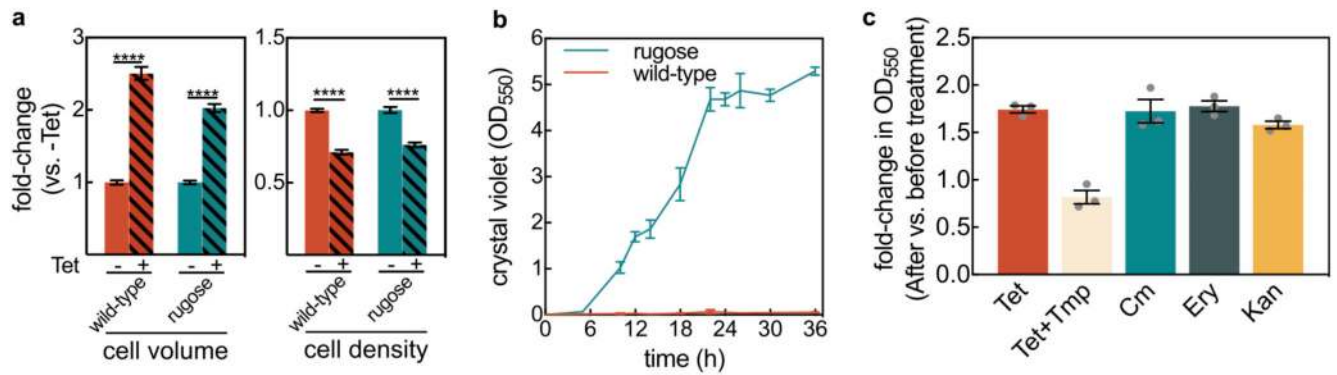 a
fold-change
(vs. -Tet)
3
2
1
****
****
Tet
- + - +
wild-type
rugose
cell volume
1.5
1.0
0.5
****
****
- + - +
wild-type
rugose
cell density
b
crystal violet (OD550)
6
5
4
3
2
1
0
rugose
wild-type
0 6 12 18 24 30 36
time (h)
c
fold-change in OD550
(After vs. before treatment)
2.5
2.0
1.5
1.0
0.5
0.0
Tet
Tet+Tmp
Cm
Ery
Kan